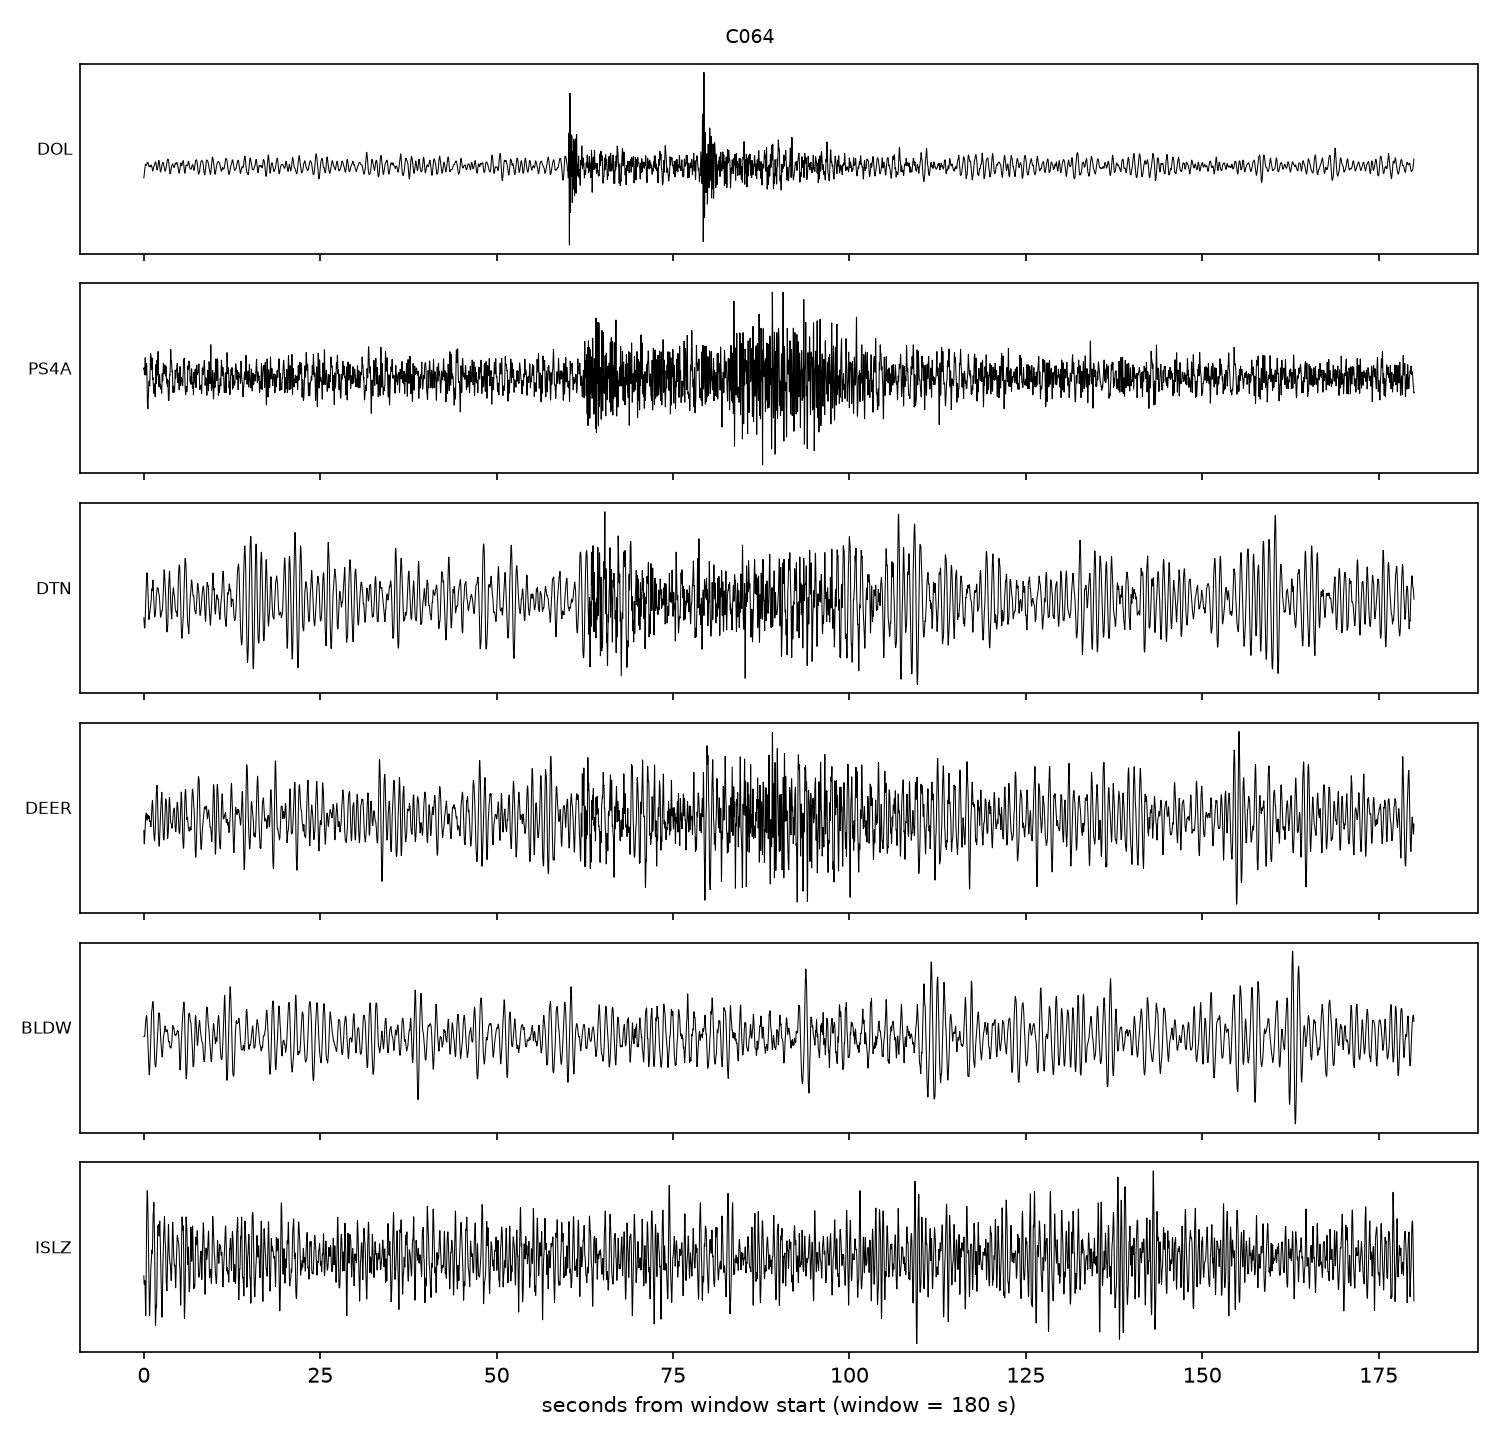 C064
DOL
PS4A
DTN
DEER
BLDW
ISLZ
0 25 50 75 100 125 150 175
seconds from window start (window = 180 s)